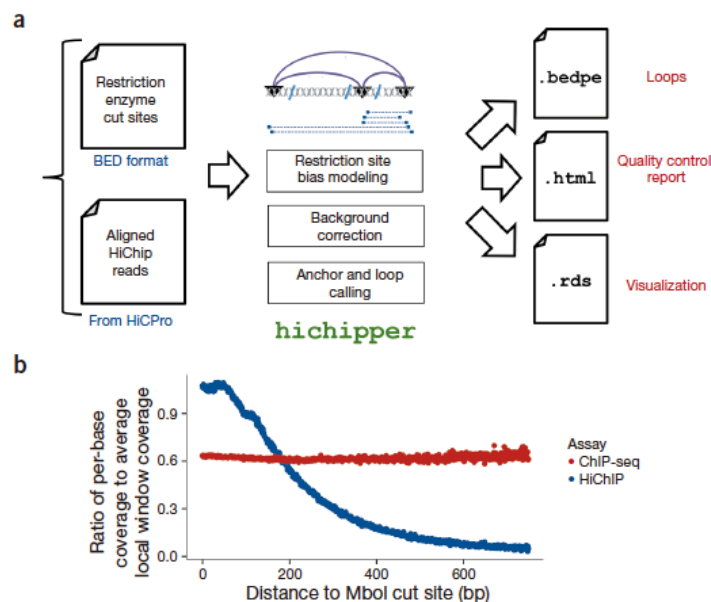 a
Restriction
enzyme
cut sites
BED format
Aligned
HiChip
reads
From HiCPro
Restriction site
bias modeling
Background
correction
Anchor and loop
calling
hichipper
.bedpe
Loops
.html
Quality control
report
.rds
Visualization
b
Ratio of per-base
coverage to average
local window coverage
0.9
0.6
0.3
0.0
0
200
400
600
Distance to MboI cut site (bp)
Assay
ChIP-seq
HiChIP